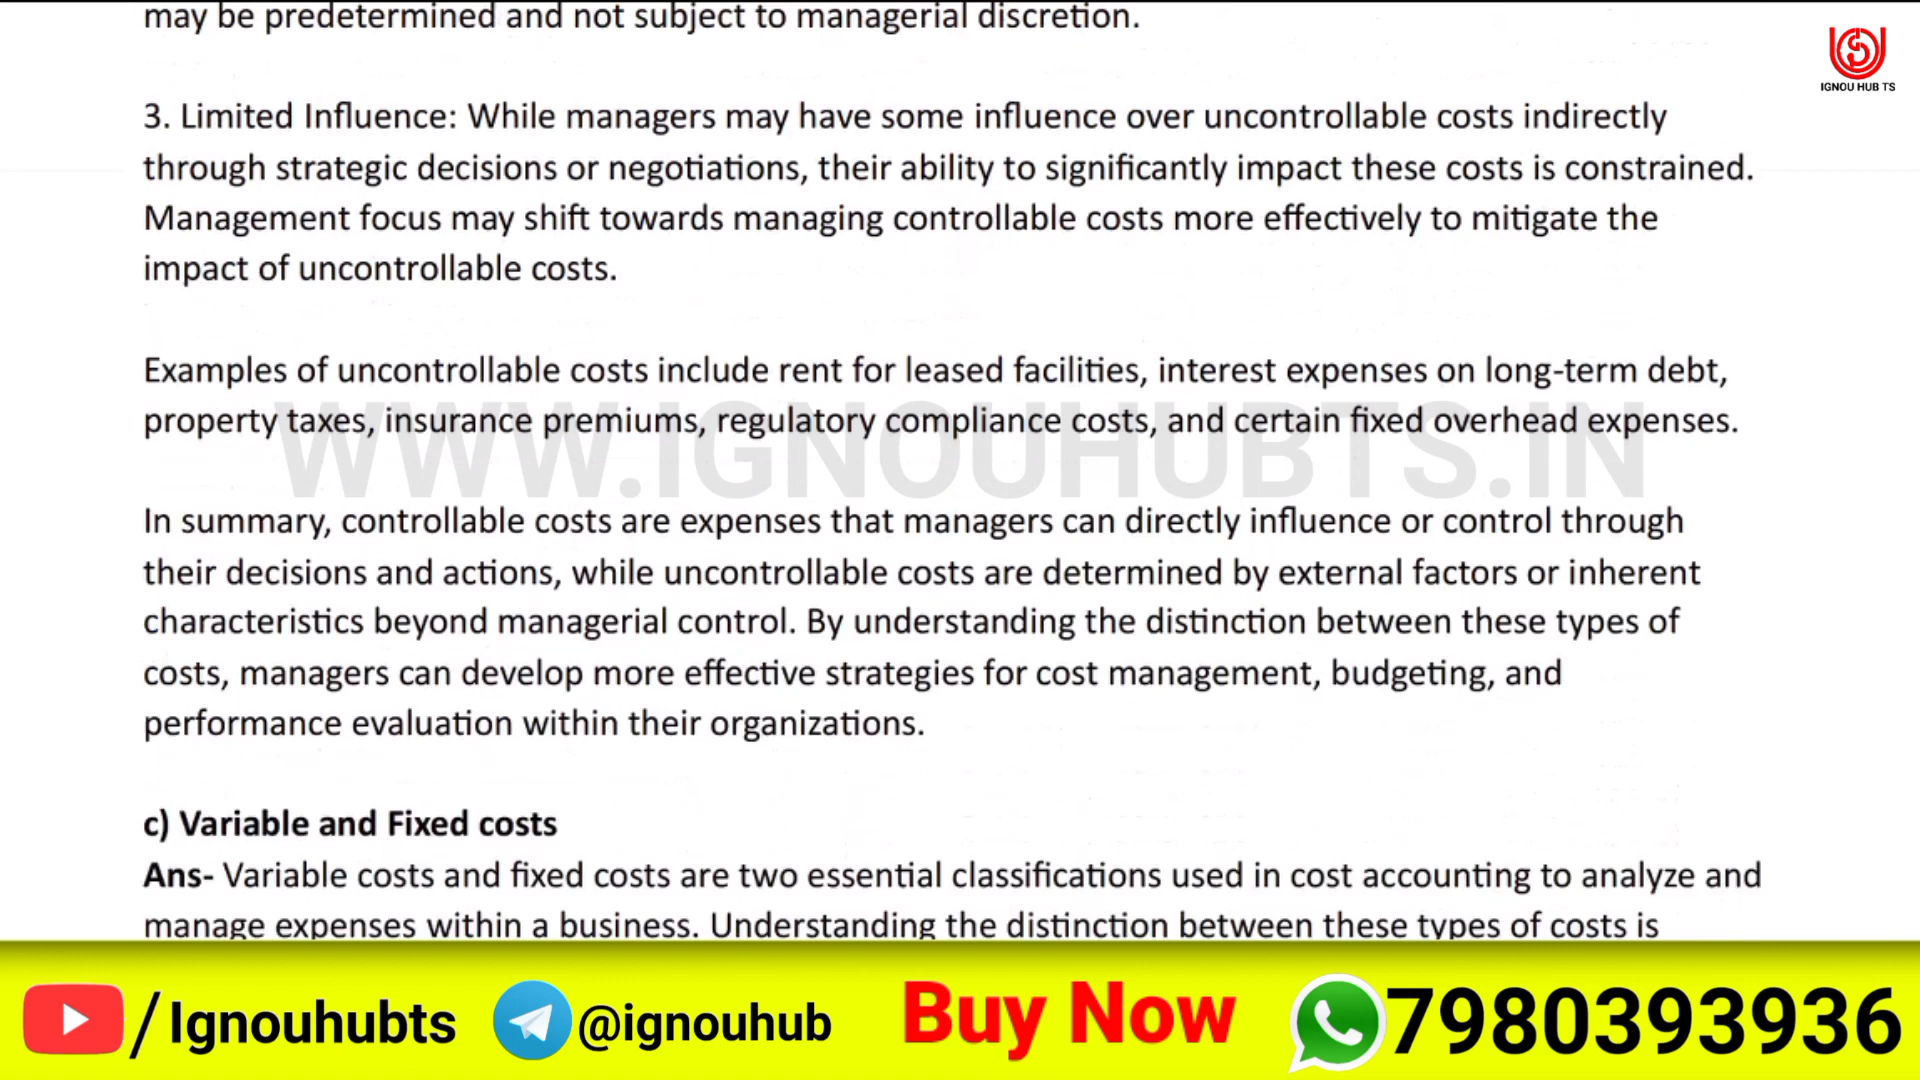 may be predetermined and not subject to managerial discretion.
IGNOU HUB TS
3. Limited Influence: While managers may have some influence over uncontrollable costs indirectly
through strategic decisions or negotiations, their ability to significantly impact these costs is constrained.
Management focus may shift towards managing controllable costs more effectively to mitigate the
impact of uncontrollable costs.
Examples of uncontrollable costs include rent for leased facilities, interest expenses on long-term debt,
property taxes, insurance premiums, regulatory compliance costs, and certain fixed overhead expenses.
WWW.IGNOUHUBTS.IN
In summary, controllable costs are expenses that managers can directly influence or control through
their decisions and actions, while uncontrollable costs are determined by external factors or inherent
characteristics beyond managerial control. By understanding the distinction between these types of
costs, managers can develop more effective strategies for cost management, budgeting, and
performance evaluation within their organizations.
c) Variable and Fixed costs
Ans- Variable costs and fixed costs are two essential classifications used in cost accounting to analyze and
manage expenses within a business. Understanding the distinction between these types of costs is
/Ignouhubts @ignouhub Buy Now 7980393936